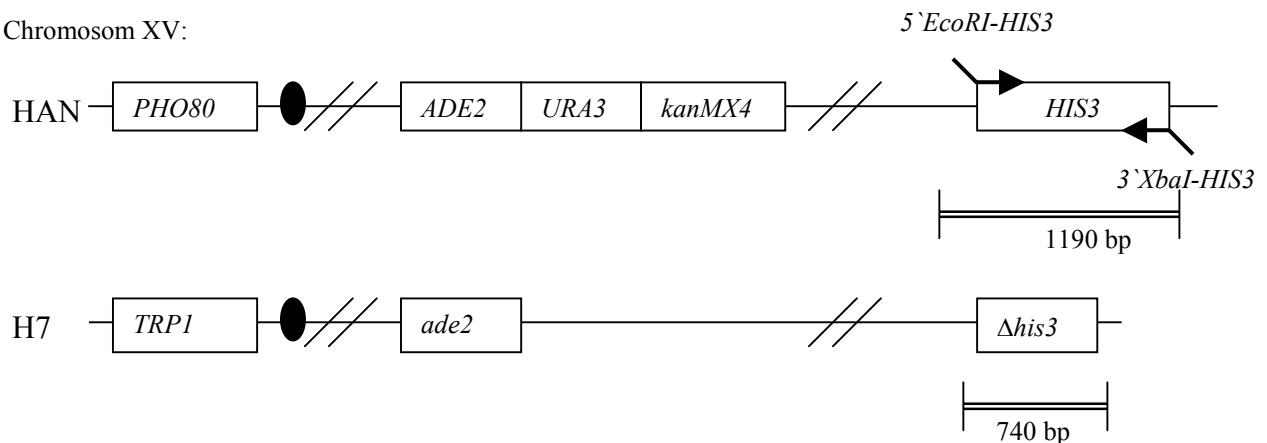 5`EcoRI-HIS3
Chromosom XV:
HAN PHO80 ADE2 URA3 kanMX4 HIS3
3`XbaI-HIS3
1190 bp
H7 TRP1 ade2 Δhis3
740 bp